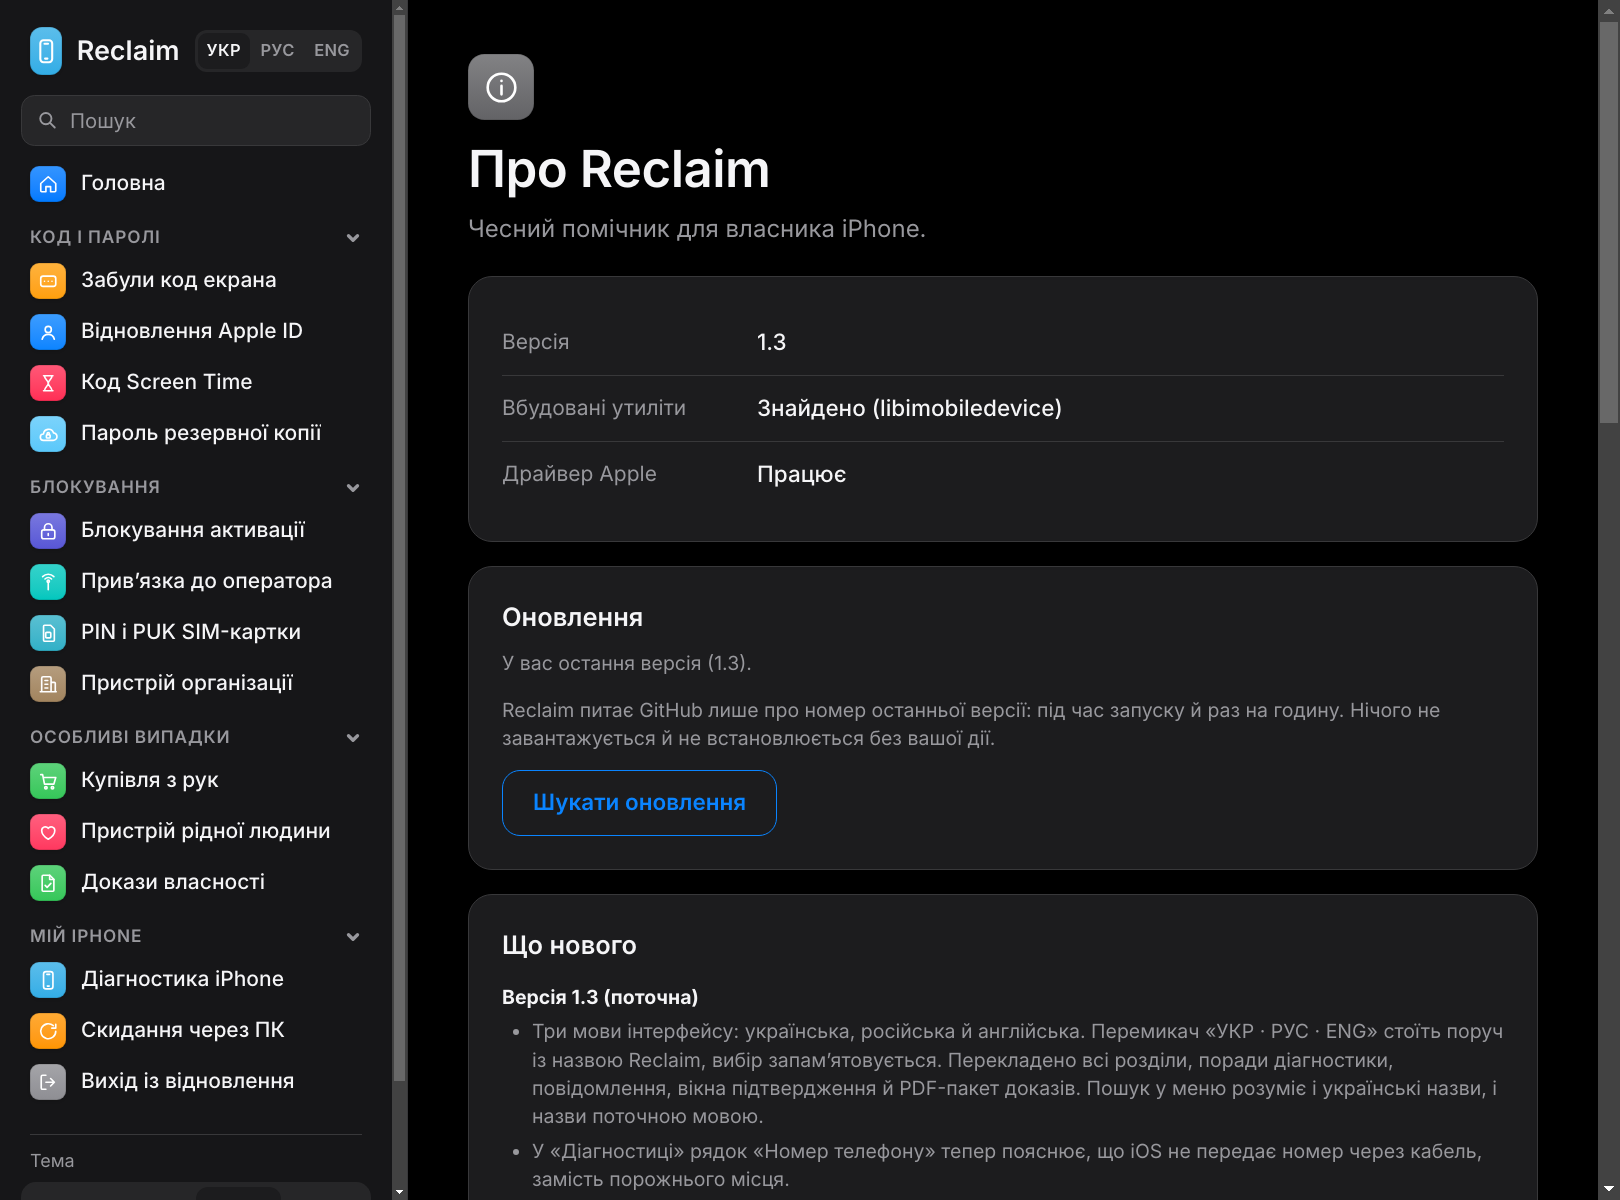 Reclaim
УКР РУС ENG
Пошук
Головна
КОД І ПАРОЛІ
Забули код екрана
Відновлення Apple ID
Код Screen Time
Пароль резервної копії
БЛОКУВАННЯ
Блокування активації
Прив’язка до оператора
PIN і PUK SIM-картки
Пристрій організації
ОСОБЛИВІ ВИПАДКИ
Купівля з рук
Пристрій рідної людини
Докази власності
МІЙ IPHONE
Діагностика iPhone
Скидання через ПК
Вихід із відновлення
Тема
Про Reclaim
Чесний помічник для власника iPhone.
Версія 1.3
Вбудовані утиліти Знайдено (libimobiledevice)
Драйвер Apple Працює
Оновлення
У вас остання версія (1.3).
Reclaim питає GitHub лише про номер останньої версії: під час запуску й раз на годину. Нічого не
завантажується й не встановлюється без вашої дії.
Шукати оновлення
Що нового
Версія 1.3 (поточна)
• Три мови інтерфейсу: українська, російська й англійська. Перемикач «УКР · РУС · ENG» стоїть поруч
із назвою Reclaim, вибір запам’ятовується. Перекладено всі розділи, поради діагностики,
повідомлення, вікна підтвердження й PDF-пакет доказів. Пошук у меню розуміє і українські назви, і
назви поточною мовою.
• У «Діагностиці» рядок «Номер телефону» тепер пояснює, що iOS не передає номер через кабель,
замість порожнього місця.